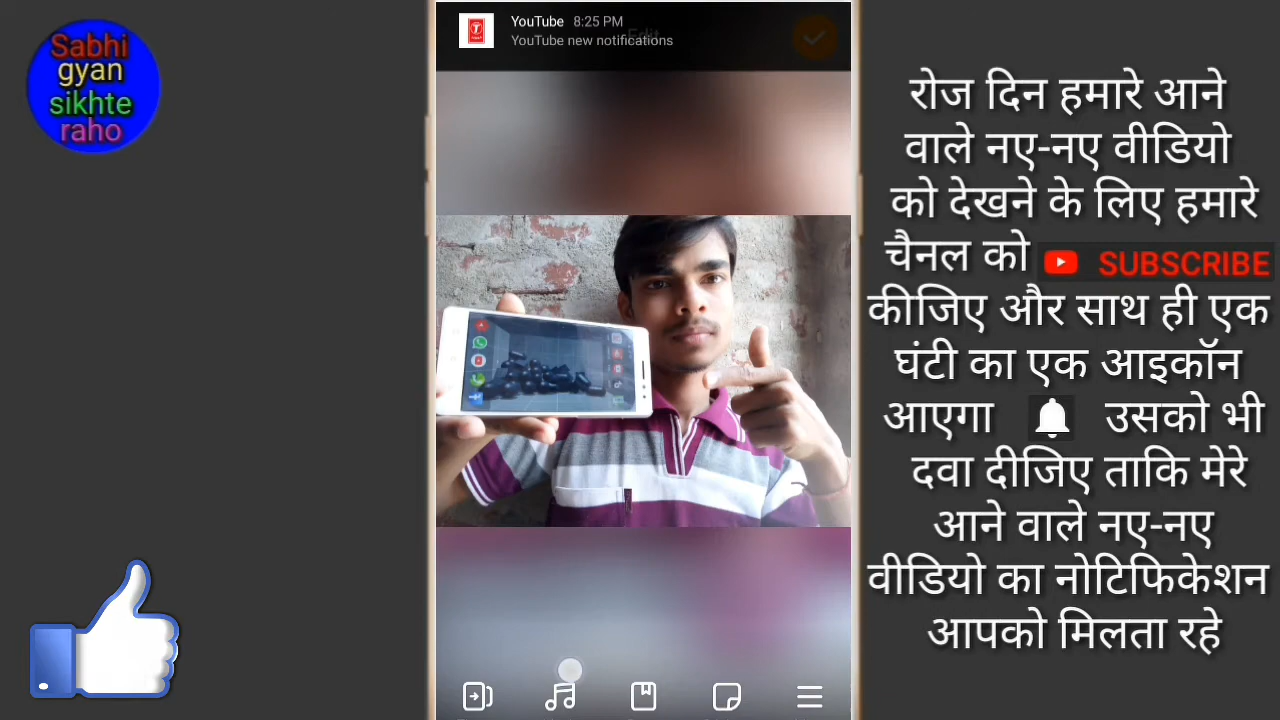 Sabhi
gyan
sikhte
raho
YouTube 8:25 PM
YouTube new notifications
Edit
रोज दिन हमारे आने
वाले नए-नए वीडियो
को देखने के लिए हमारे
चैनल को SUBSCRIBE
कीजिए और साथ ही एक
घंटी का एक आइकॉन
आएगा उसको भी
दवा दीजिए ताकि मेरे
आने वाले नए-नए
वीडियो का नोटिफिकेशन
आपको मिलता रहे